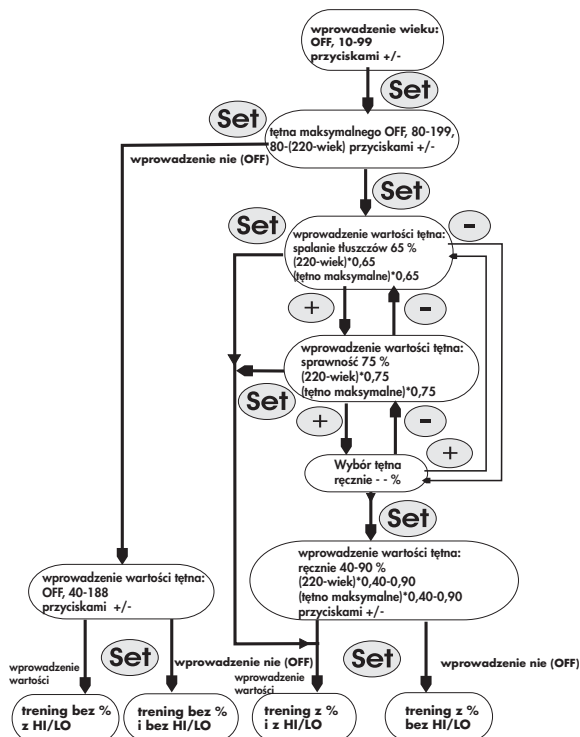 wprowadzenie wieku:
OFF, 10-99
przyciskami +/-
Set
Set
tętna maksymalnego OFF, 80-199,
80-(220-wiek) przyciskami +/-
wprowadzenie nie (OFF)
Set
Set
-
wprowadzenie wartości tętna:
spalanie tłuszczów 65 %
(220-wiek)*0,65
(tętno maksymalne)*0,65
+
-
wprowadzenie wartości tętna:
sprawność 75 %
(220-wiek)*0,75
(tętno maksymalne)*0,75
Set
+
-
+
Wybór tętna
ręcznie - - %
Set
wprowadzenie wartości tętna:
ręcznie 40-90 %
(220-wiek)*0,40-0,90
(tętno maksymalne)*0,40-0,90
przyciskami +/-
wprowadzenie wartości tętna:
OFF, 40-188
przyciskami +/-
wprowadzenie
wartości
Set
wprowadzenie nie (OFF)
wprowadzenie
wartości
Set
wprowadzenie nie (OFF)
trening bez %
z HI/LO
trening bez %
i bez HI/LO
trening z %
i z HI/LO
trening z %
bez HI/LO